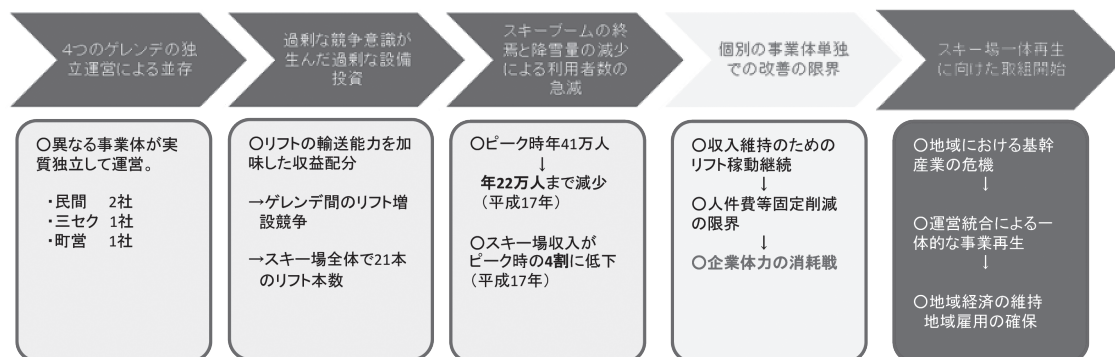 4つのゲレンデの独
立運営による並存
過剰な競争意識が
生んだ過剰な設備
投資
スキーブームの終
焉と降雪量の減少
による利用者数の
急減
個別の事業体単独
での改善の限界
スキー場一体再生
に向けた取組開始
○異なる事業体が実
質独立して運営。
・民間　2社
・三セク 1社
・町営　1社
○リフトの輸送能力を加
味した収益配分
→ゲレンデ間のリフト増
設競争
→スキー場全体で21本
のリフト本数
○ピーク時年41万人
↓
年22万人まで減少
（平成17年）
○スキー場収入が
ピーク時の4割に低下
（平成17年）
○収入維持のための
リフト稼動継続
↓
○人件費等固定削減
の限界
↓
○企業体力の消耗戦
○地域における基幹
産業の危機
↓
○運営統合による一
体的な事業再生
↓
○地域経済の維持
地域雇用の確保